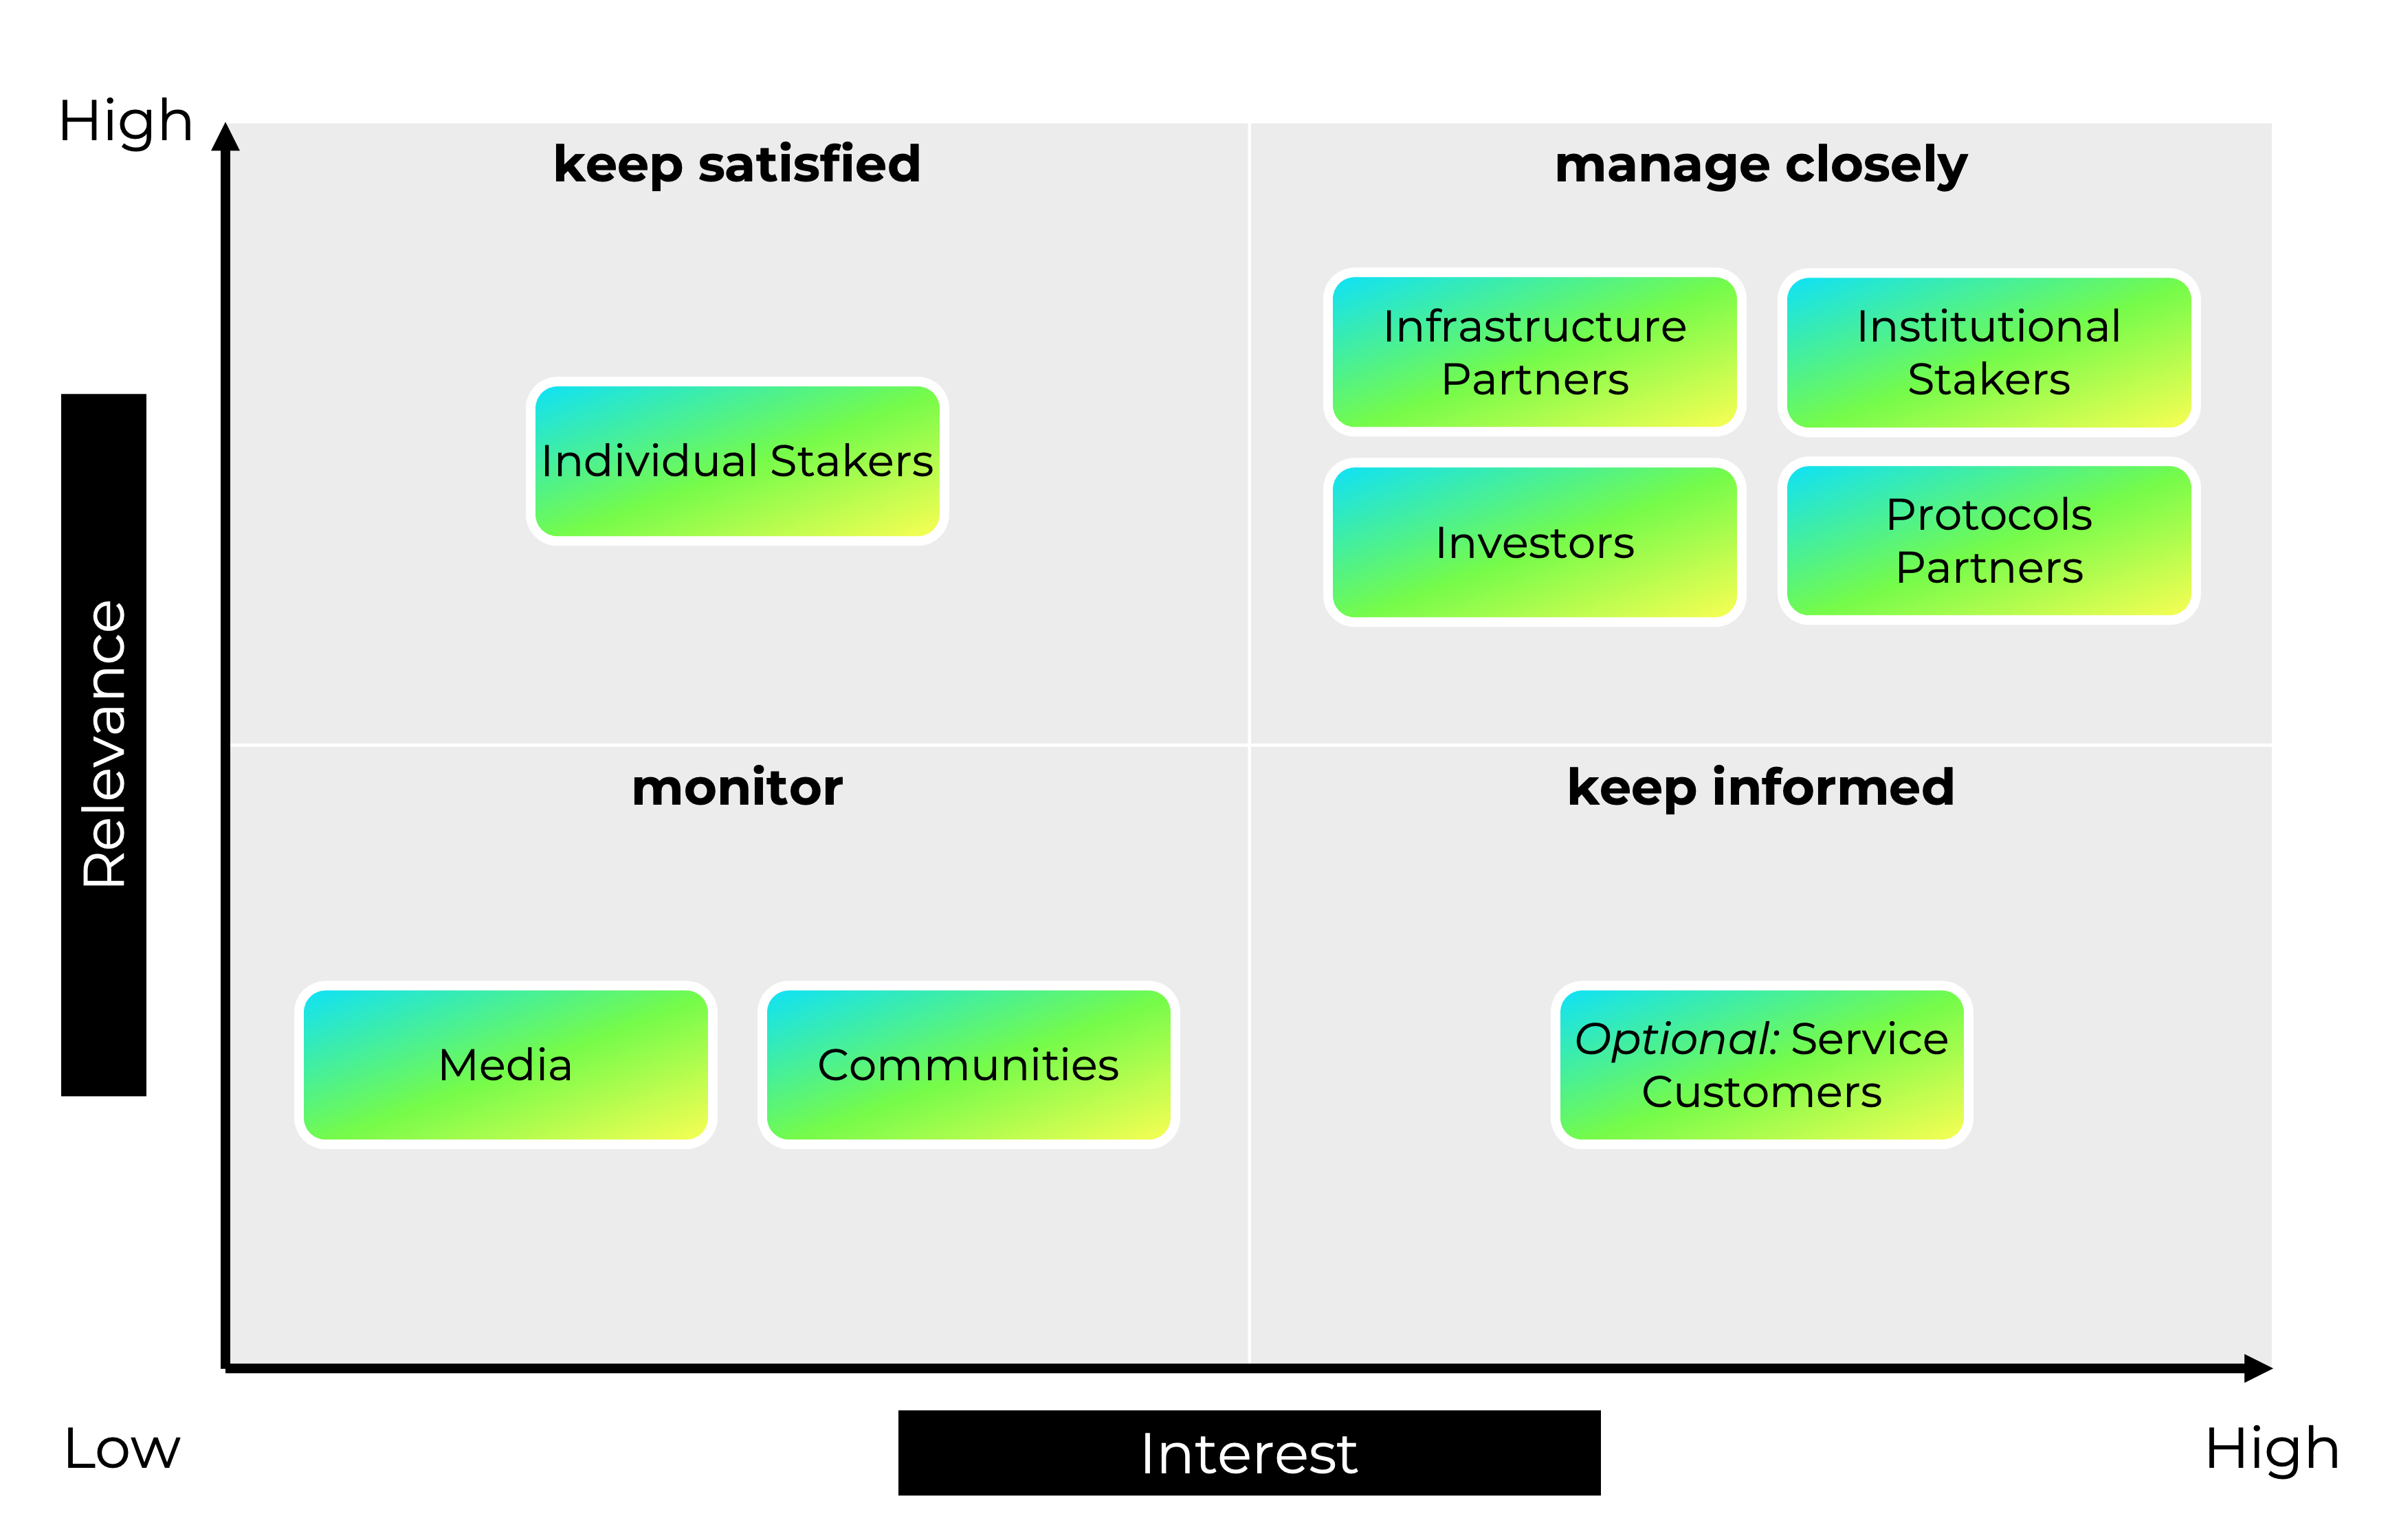 High
keep satisfied
manage closely
Infrastructure
Partners
Institutional
Stakers
Individual Stakers
Investors
Protocols
Partners
Relevance
monitor
keep informed
Media
Communities
Optional: Service
Customers
Low
Interest
High